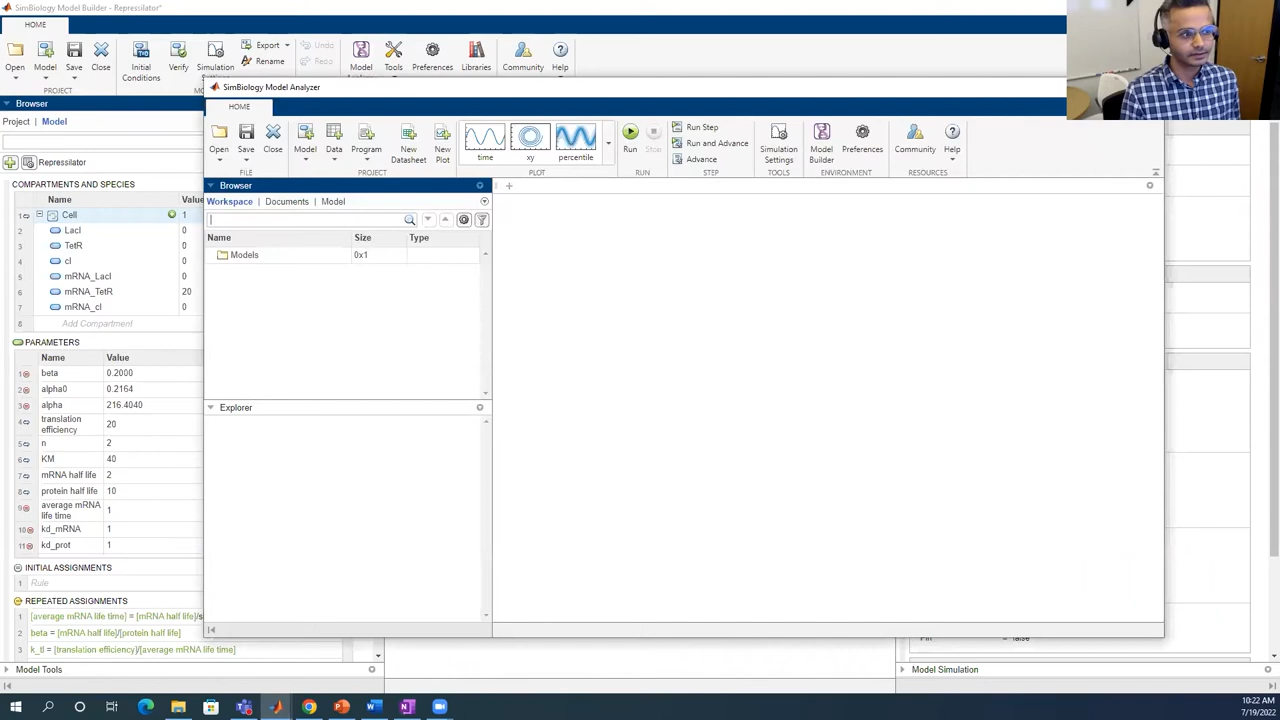 SimBiology Model Builder - Repressilator*
HOME
Open
Model
Save
Close
Initial Conditions
Verify
Simulation
Export
Rename
Undo
Redo
Model
Tools
Preferences
Libraries
Community
Help
PROJECT
Browser
Project Model
Repressilator
COMPARTMENTS AND SPECIES
Name Value
1 Cell 1
2 LacI 0
3 TetR 0
4 cI 0
5 mRNA_LacI 0
6 mRNA_TetR 20
7 mRNA_cI 0
8 Add Compartment
PARAMETERS
Name Value
1 beta 0.2000
2 alpha0 0.2164
3 alpha 216.4040
4 translation efficiency 20
5 n 2
6 KM 40
7 mRNA half life 2
8 protein half life 10
9 average mRNA life time 1
10 kd_mRNA 1
11 kd_prot 1
INITIAL ASSIGNMENTS
1 Rule
REPEATED ASSIGNMENTS
1 [average mRNA life time] = [mRNA half life]/
2 beta = [mRNA half life]/[protein half life]
3 k_tl = [translation efficiency]/[average mRNA life time]
Model Tools
SimBiology Model Analyzer
HOME
Open
Save
Close
Model
Data
Program
New Datasheet
New Plot
time
xy
percentile
Run
Stop
Run Step
Run and Advance
Advance
Simulation Settings
Model Builder
Preferences
Community
Help
FILE PROJECT PLOT RUN STEP TOOLS ENVIRONMENT RESOURCES
Browser
Workspace Documents Model
Name Size Type
Models 0x1
Explorer
= false
Model Simulation
10:22 AM
7/19/2022